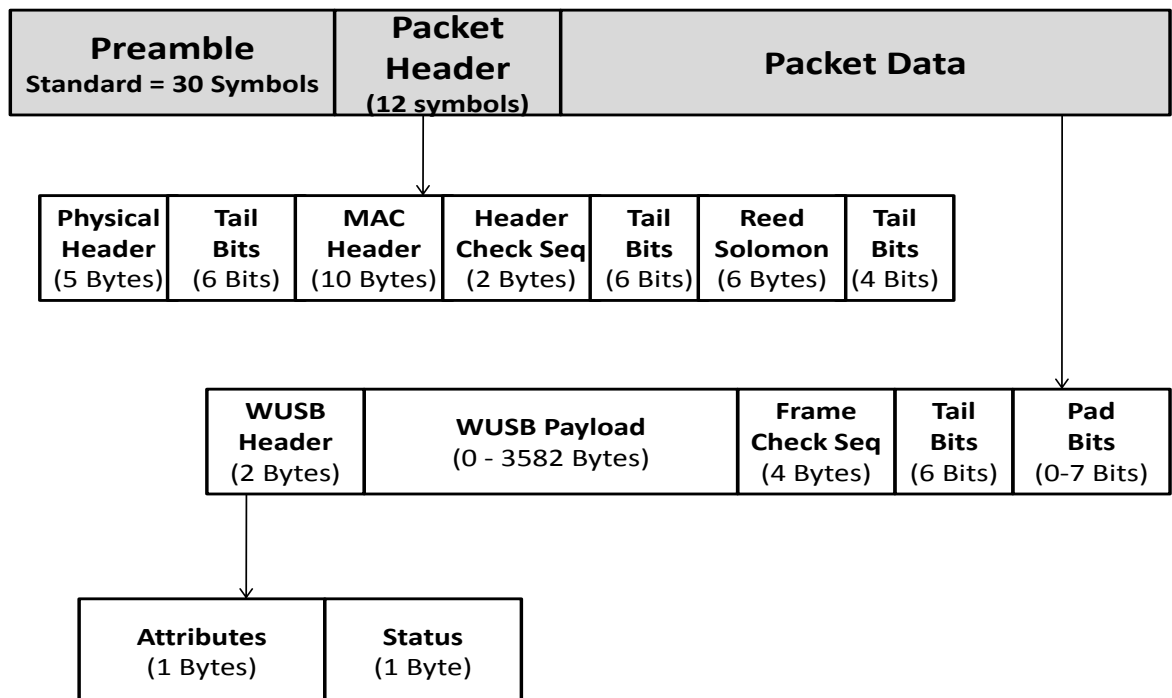 Preamble
Standard = 30 Symbols
Packet
Header
(12 symbols)
Packet Data
Physical
Header
(5 Bytes)
Tail
Bits
(6 Bits)
MAC
Header
(10 Bytes)
Header
Check Seq
(2 Bytes)
Tail
Bits
(6 Bits)
Reed
Solomon
(6 Bytes)
Tail
Bits
(4 Bits)
WUSB
Header
(2 Bytes)
WUSB Payload
(0 - 3582 Bytes)
Frame
Check Seq
(4 Bytes)
Tail
Bits
(6 Bits)
Pad
Bits
(0-7 Bits)
Attributes
(1 Bytes)
Status
(1 Byte)